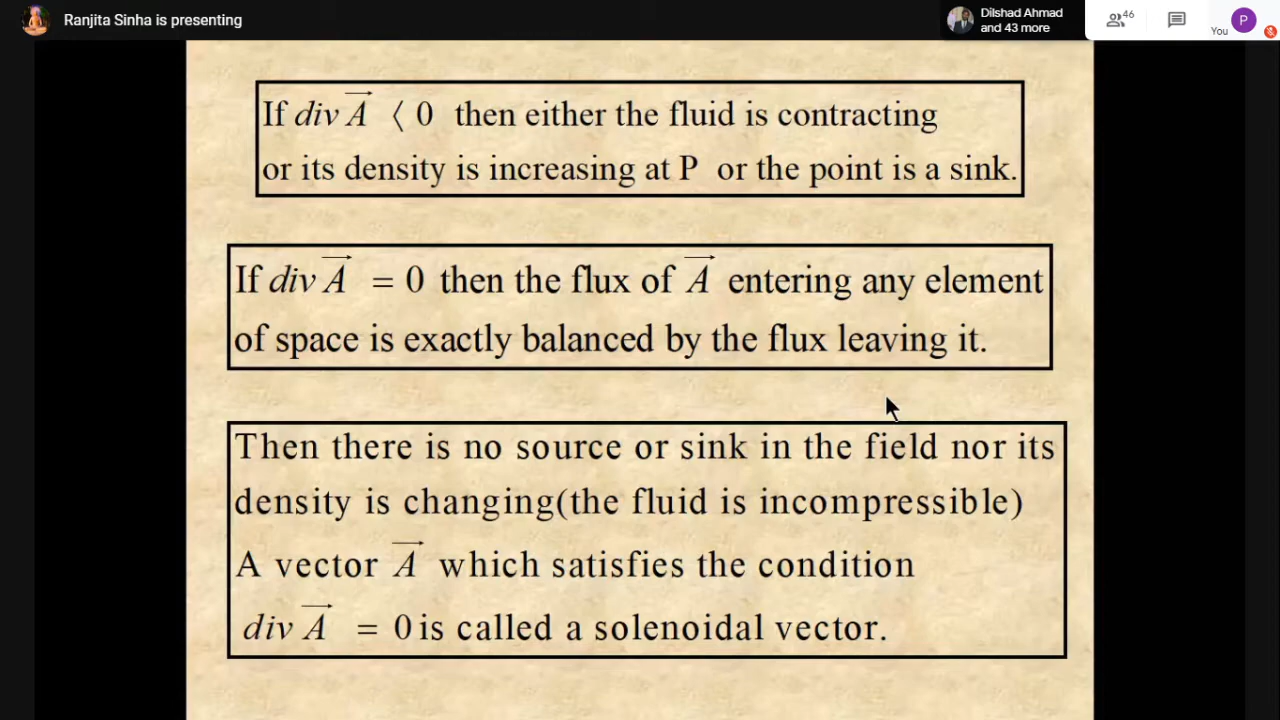 Ranjita Sinha is presenting
Dilshad Ahmad
and 43 more
46
You
P
If div A⃗ ⟨ 0 then either the fluid is contracting
or its density is increasing at P or the point is a sink.
If div A⃗ = 0 then the flux of A⃗ entering any element
of space is exactly balanced by the flux leaving it.
Then there is no source or sink in the field nor its
density is changing(the fluid is incompressible)
A vector A⃗ which satisfies the condition
div A⃗ = 0 is called a solenoidal vector.